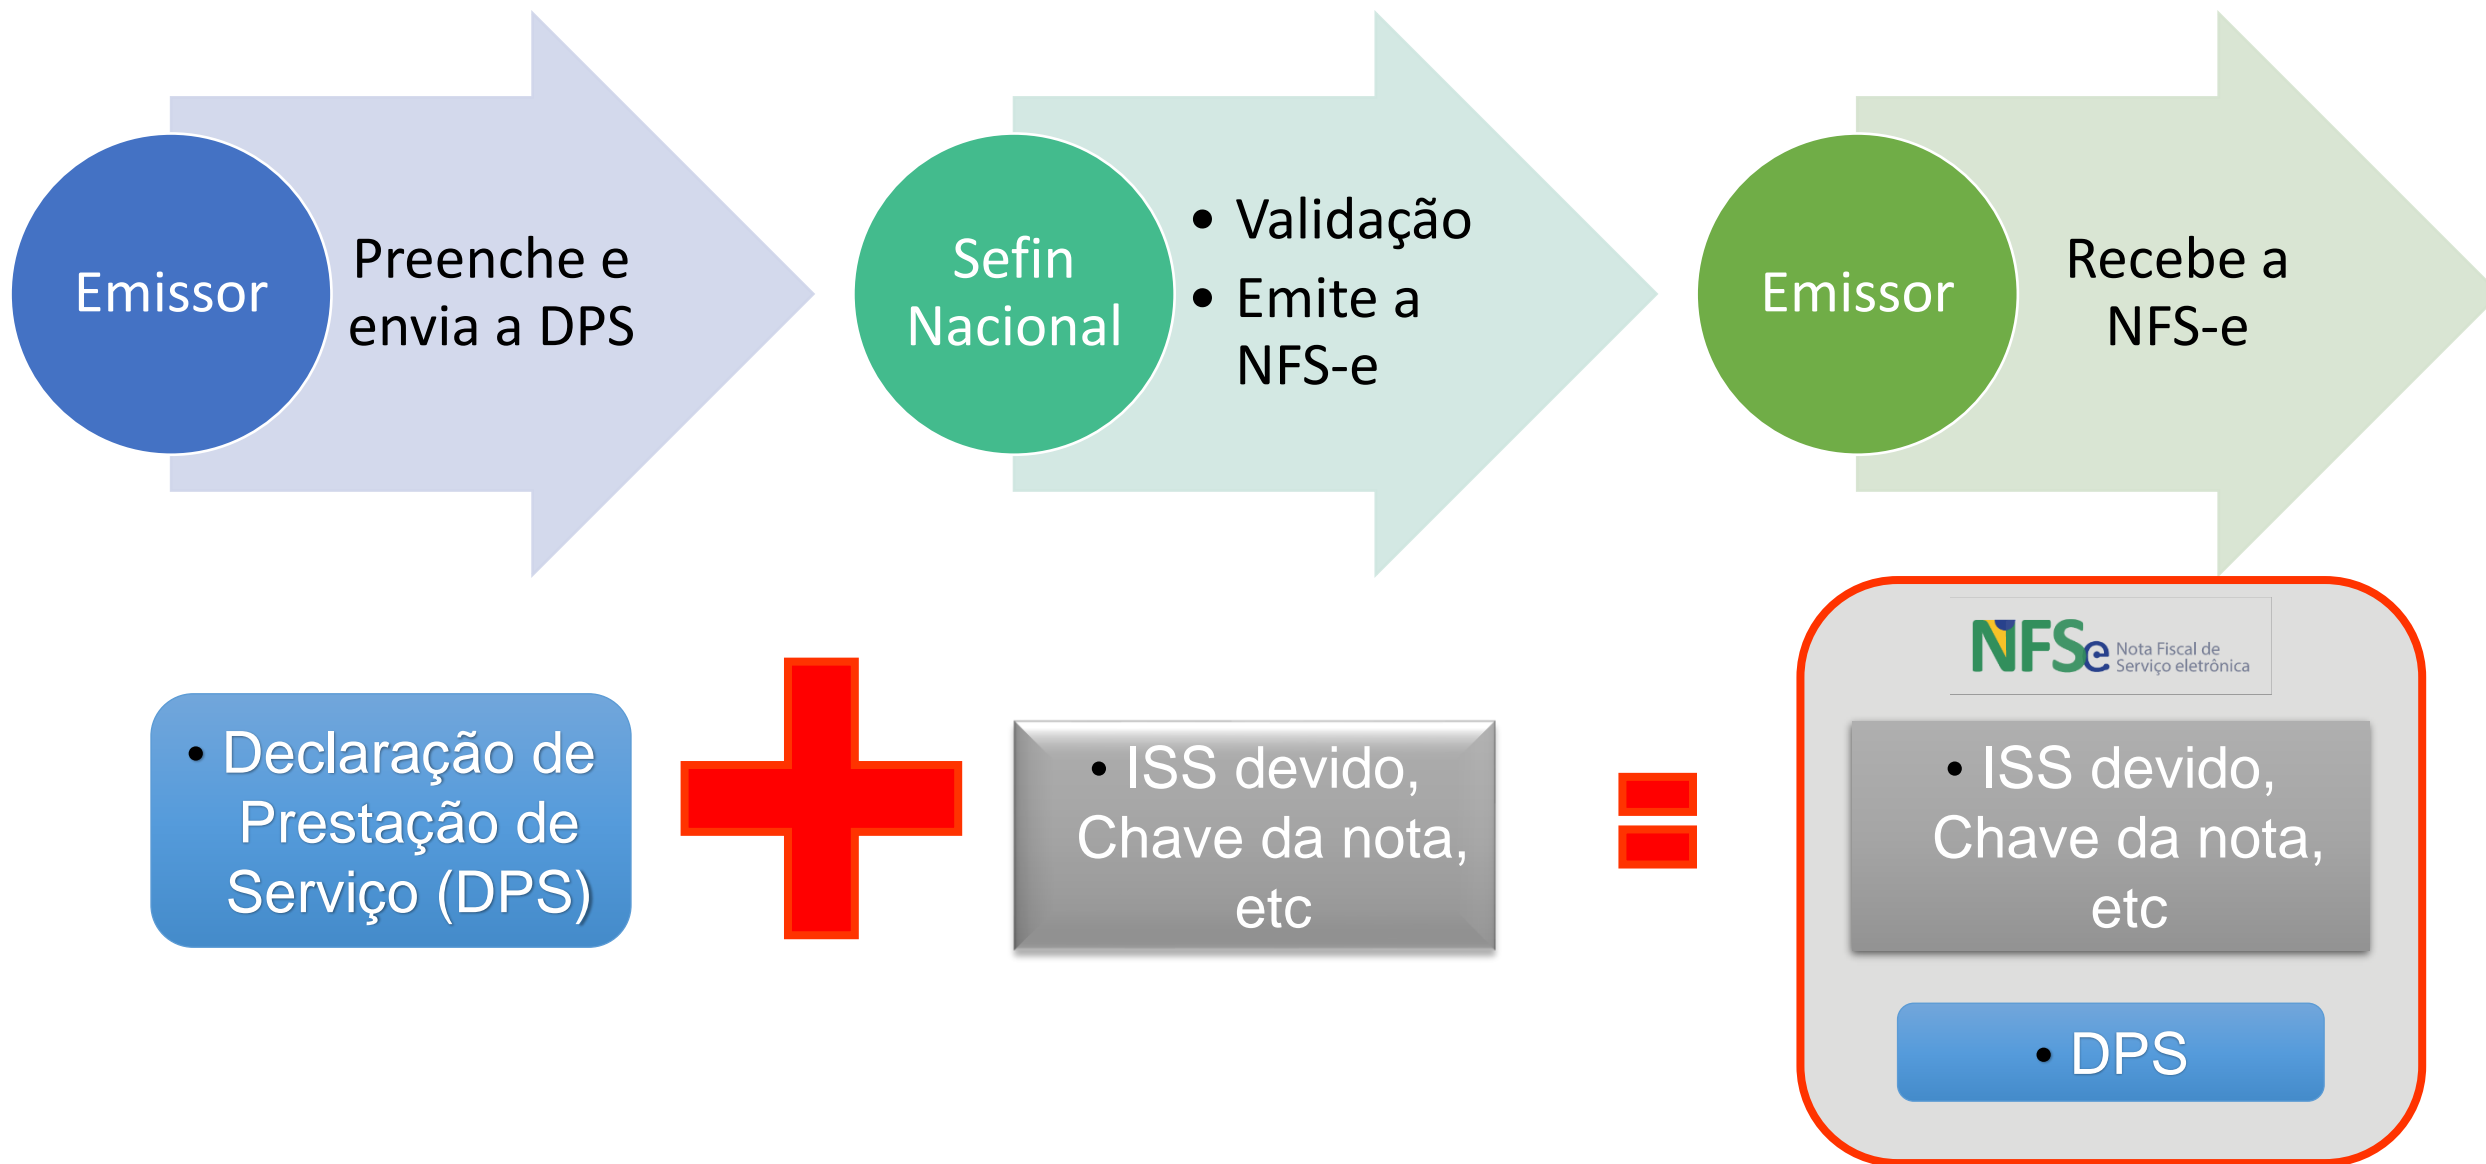 Emissor
Preenche e
envia a DPS
Sefin
Nacional
• Validação
• Emite a
NFS-e
Emissor
Recebe a
NFS-e
• Declaração de
Prestação de
Serviço (DPS)
• ISS devido,
Chave da nota,
etc
NFSe Nota Fiscal de
Serviço eletrônica
• ISS devido,
Chave da nota,
etc
• DPS